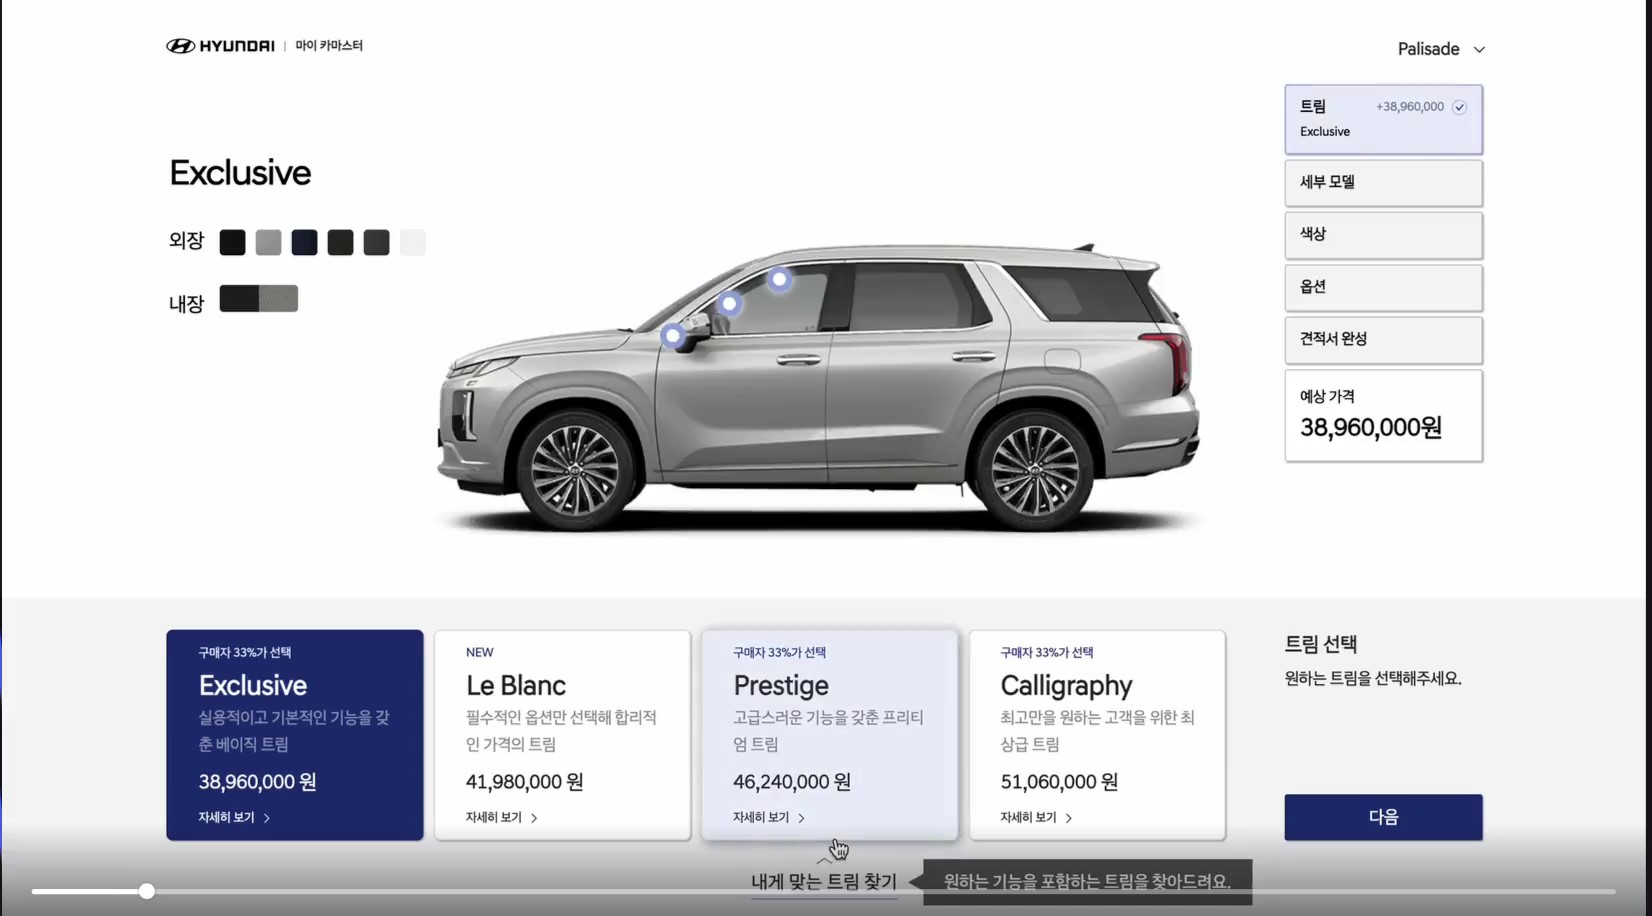 HYUNDAI | 마이 카마스터
Palisade
트림 +38,960,000
Exclusive
세부 모델
색상
옵션
견적서 완성
예상 가격
38,960,000원
Exclusive
외장
내장
구매자 33%가 선택
Exclusive
실용적이고 기본적인 기능을 갖
춘 베이직 트림
38,960,000 원
자세히 보기
NEW
Le Blanc
필수적인 옵션만 선택해 합리적
인 가격의 트림
41,980,000 원
자세히 보기
구매자 33%가 선택
Prestige
고급스러운 기능을 갖춘 프리티
엄 트림
46,240,000 원
자세히 보기
구매자 33%가 선택
Calligraphy
최고만을 원하는 고객을 위한 최
상급 트림
51,060,000 원
자세히 보기
트림 선택
원하는 트림을 선택해주세요.
다음
내게 맞는 트림 찾기
원하는 기능을 포함하는 트림을 찾아드려요.